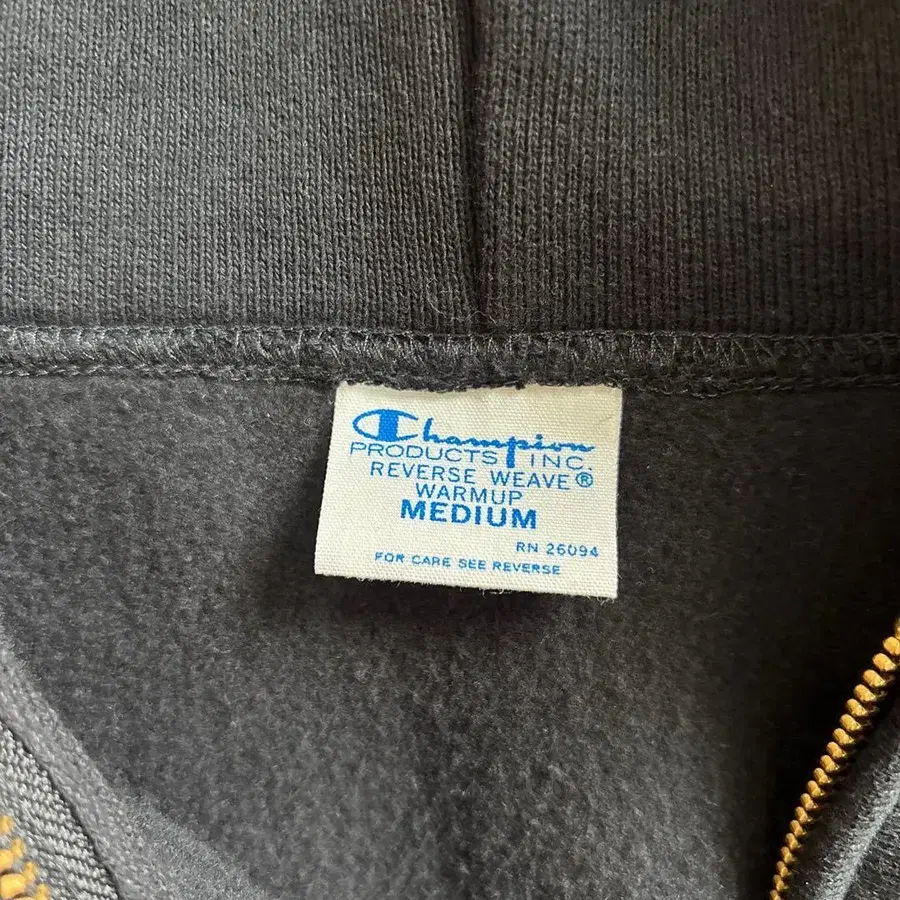 Champion
PRODUCTS INC.
REVERSE WEAVE®
WARMUP
MEDIUM
RN 26094
FOR CARE SEE REVERSE